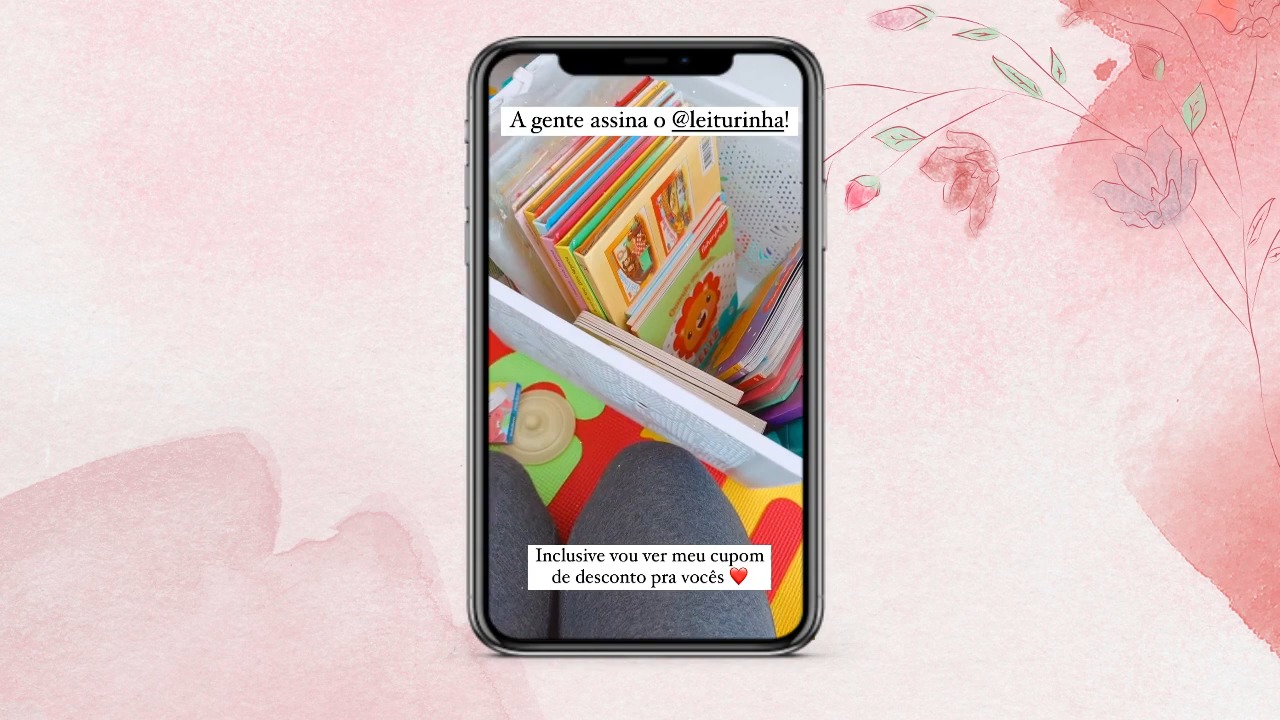 A gente assina o @leiturinha!
Inclusive vou ver meu cupom
de desconto pra vocês ❤️